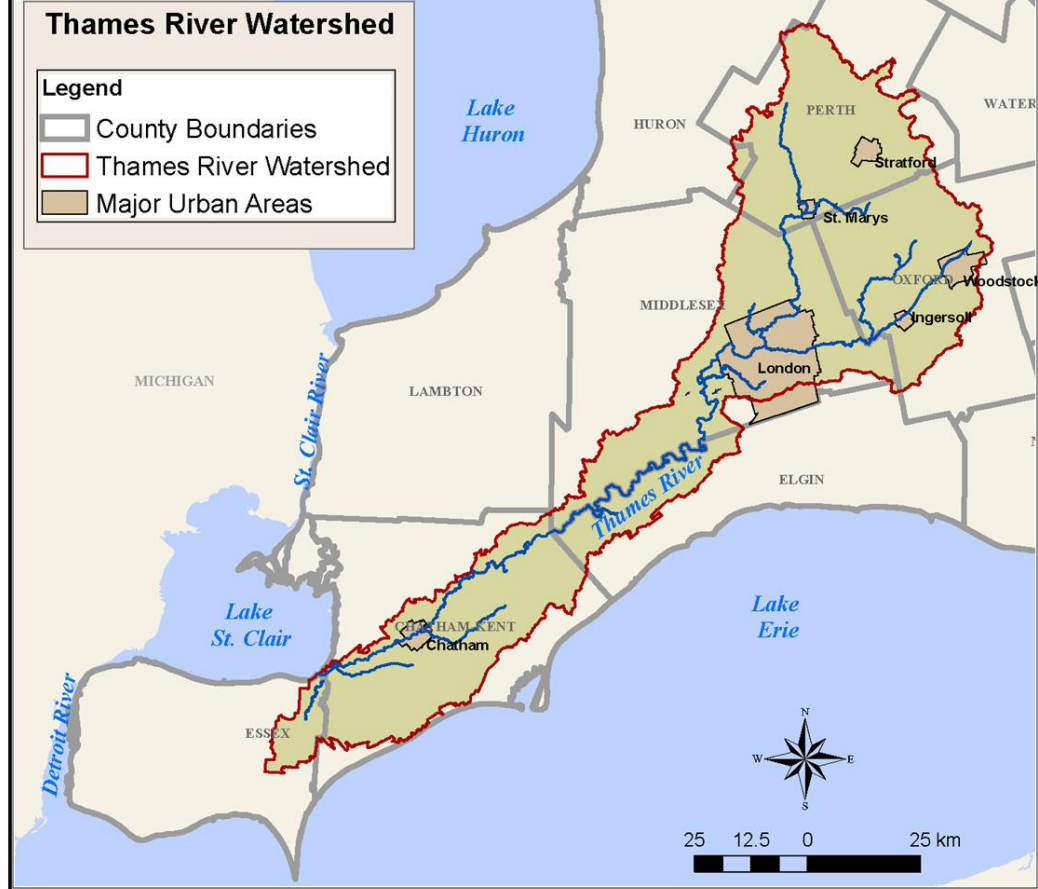 Thames River Watershed
Legend
County Boundaries
Thames River Watershed
Major Urban Areas
Lake
Huron
HURON
PERTH
WATER
Stratford
St. Marys
OXFORD
Woodstock
Ingersoll
MIDDLESEX
London
MICHIGAN
St. Clair River
LAMBTON
ELGIN
Thames River
Lake
St. Clair
Lake
Erie
CHATHAM-KENT
Chatham
ESSEX
Detroit River
N
W
E
S
25 12.5 0 25 km